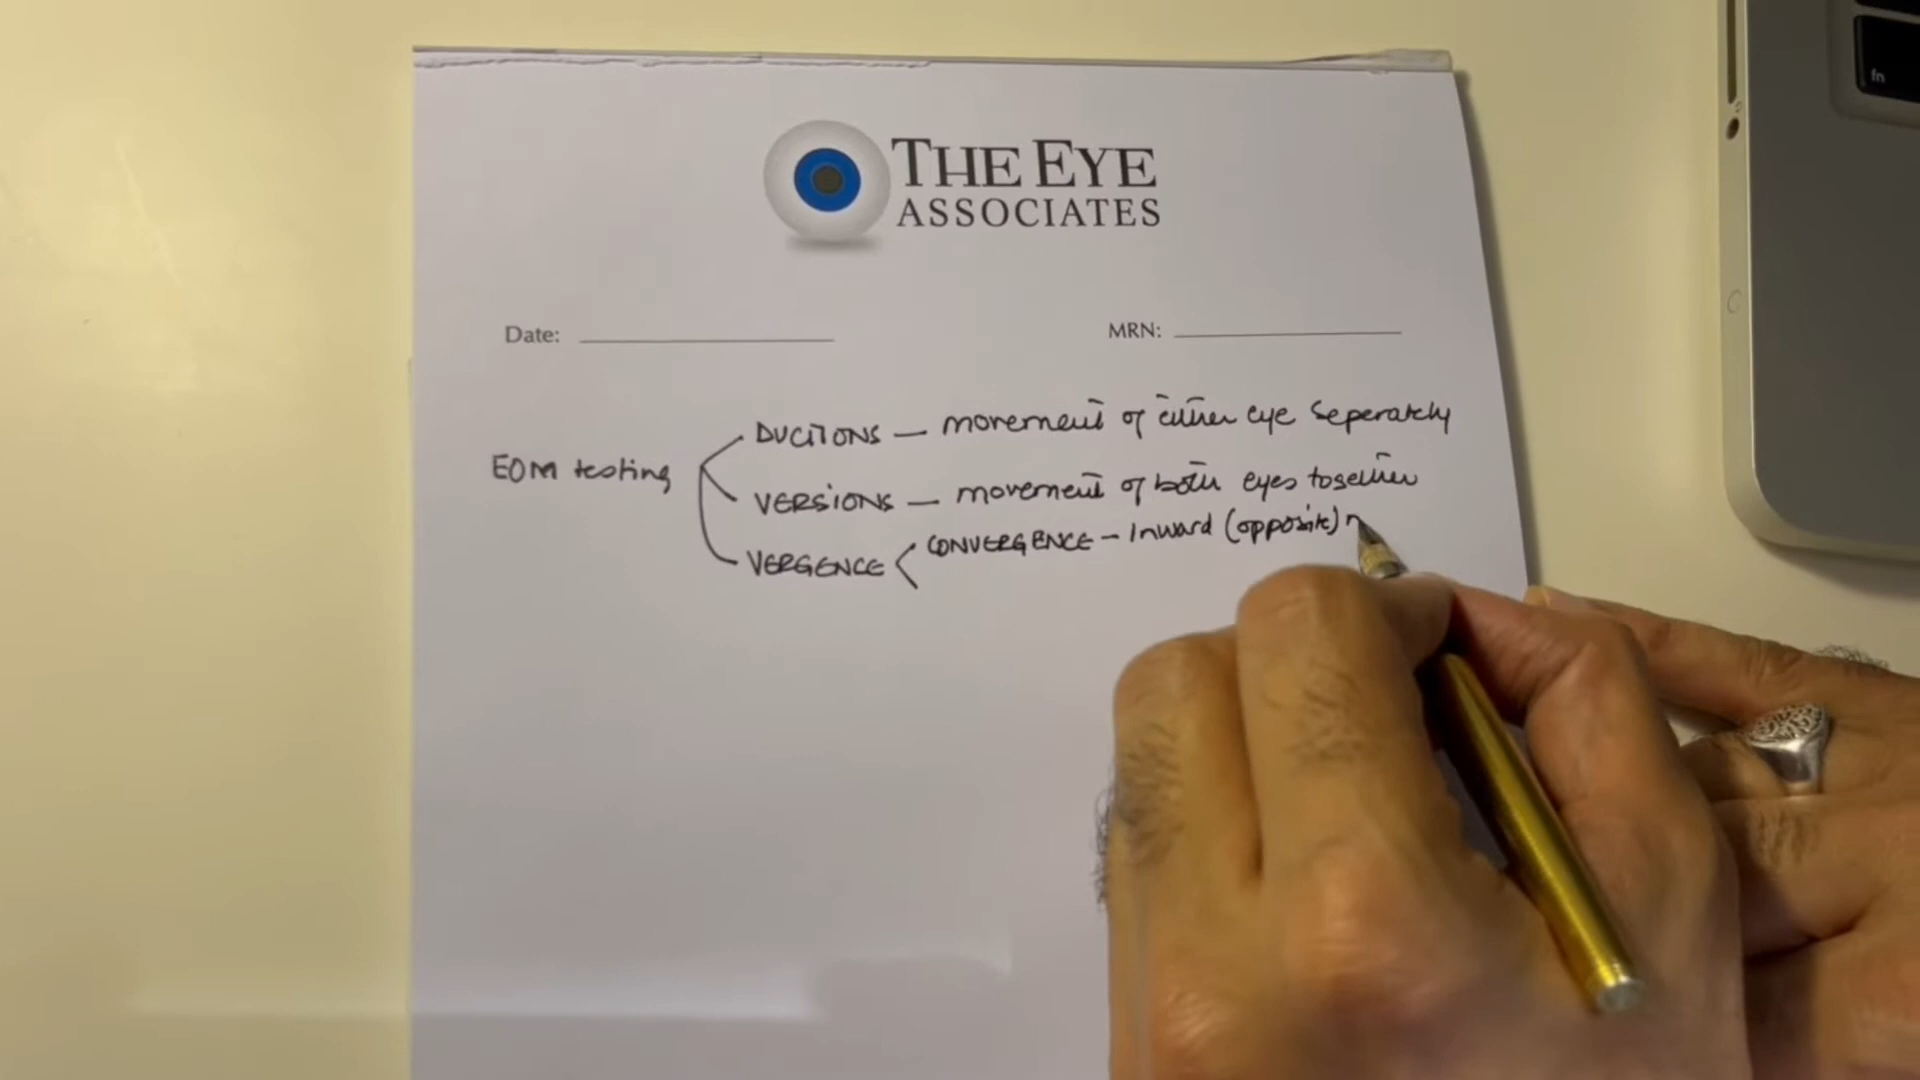 fn
THE EYE
ASSOCIATES
Date:
MRN:
EOM testing
DUCTIONS — movement of either eye seperately
VERSIONS — movement of both eyes together
VERGENCE
CONVERGENCE — Inward (opposite)